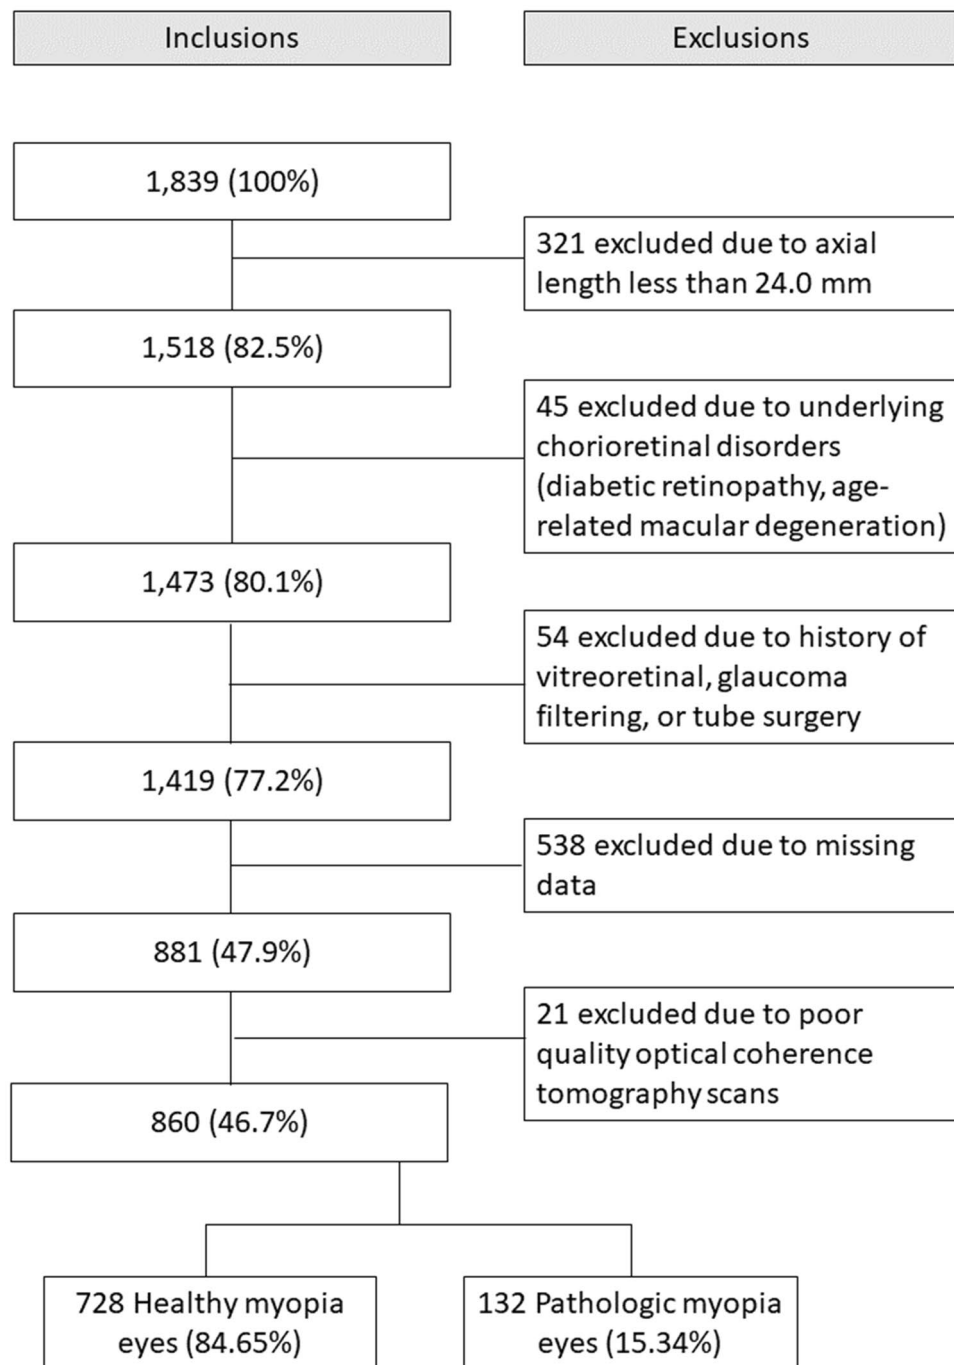 Inclusions
Exclusions
1,839 (100%)
321 excluded due to axial
length less than 24.0 mm
1,518 (82.5%)
45 excluded due to underlying
chorioretinal disorders
(diabetic retinopathy, age-
related macular degeneration)
1,473 (80.1%)
54 excluded due to history of
vitreoretinal, glaucoma
filtering, or tube surgery
1,419 (77.2%)
538 excluded due to missing
data
881 (47.9%)
21 excluded due to poor
quality optical coherence
tomography scans
860 (46.7%)
728 Healthy myopia
eyes (84.65%)
132 Pathologic myopia
eyes (15.34%)